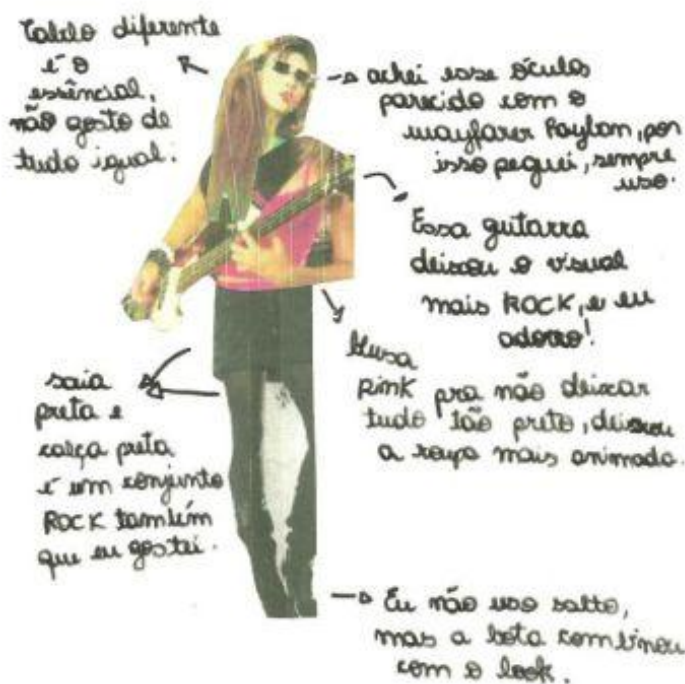 Cabelo diferente
é o
essêncial,
não gosto de
tudo igual.
achei esse óculos
parecido com o
wayfarer Rayban, por
isso peguei, sempre
uso.
Essa guitarra
deixou o visual
mais ROCK, e eu
adoro!
blusa
PINK pra não deixar
tudo tão preto, deixou
a roupa mais animada.
saia
preta e
calça preta
é um conjunto
ROCK também
que eu gostei.
Eu não uso salto,
mas a bota combinou
com o look.